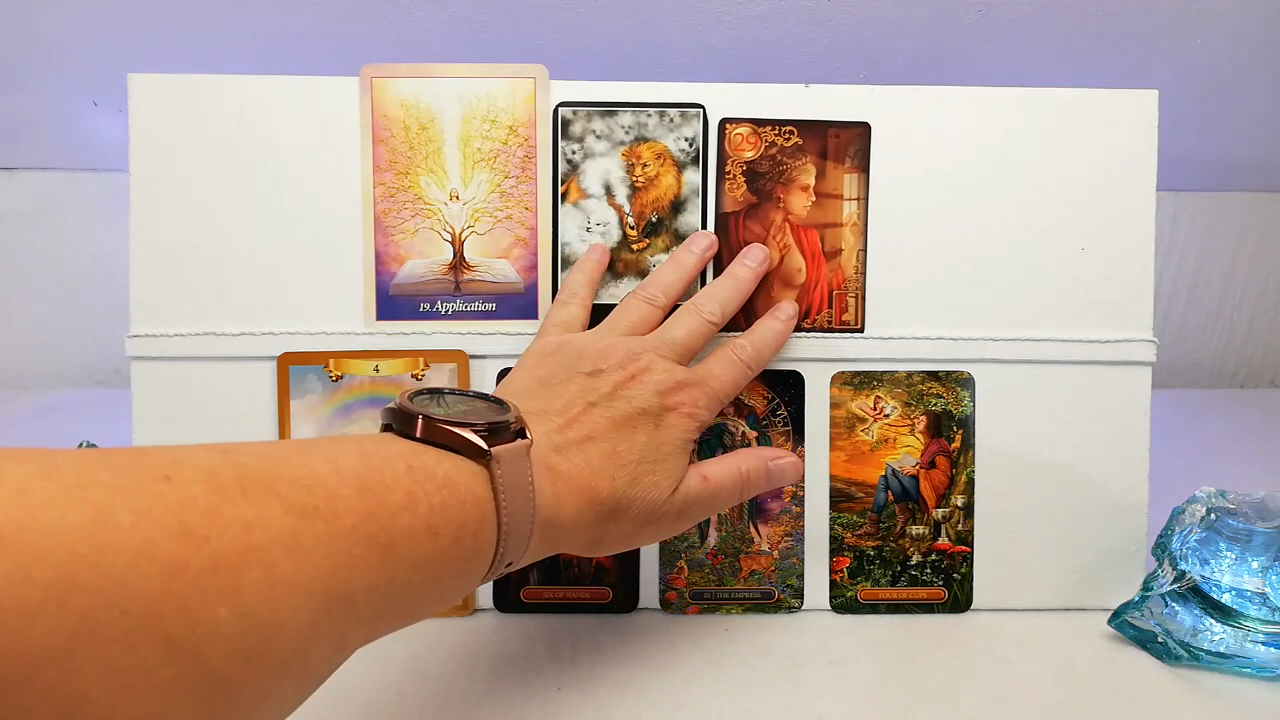 19. Application
29
4
SIX OF WANDS
III | THE EMPRESS
FOUR OF CUPS